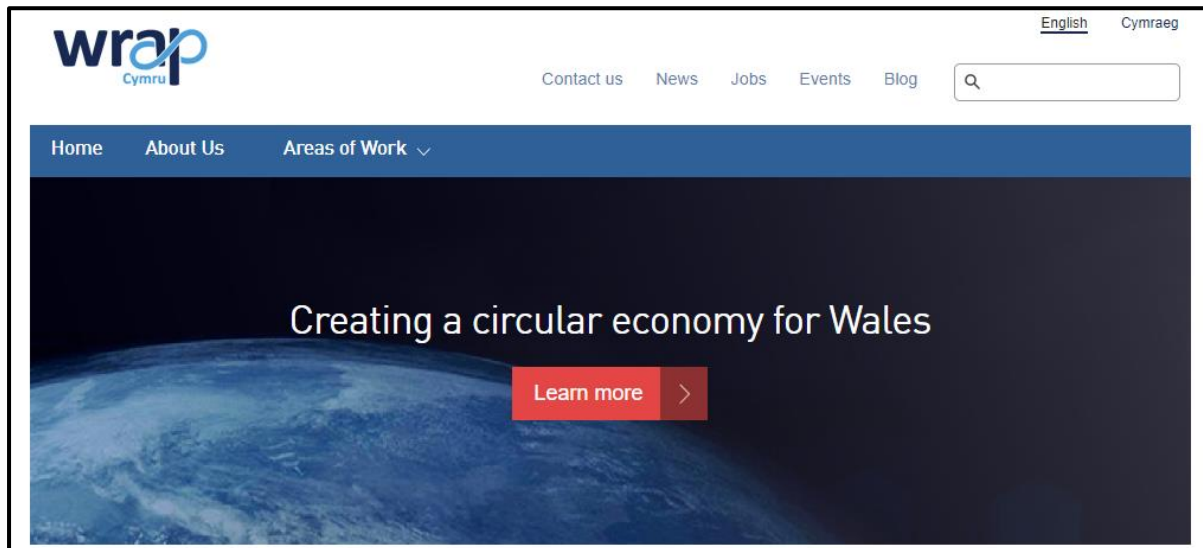 English Cymraeg
wrap
Cymru
Contact us News Jobs Events Blog
Home About Us Areas of Work
Creating a circular economy for Wales
Learn more